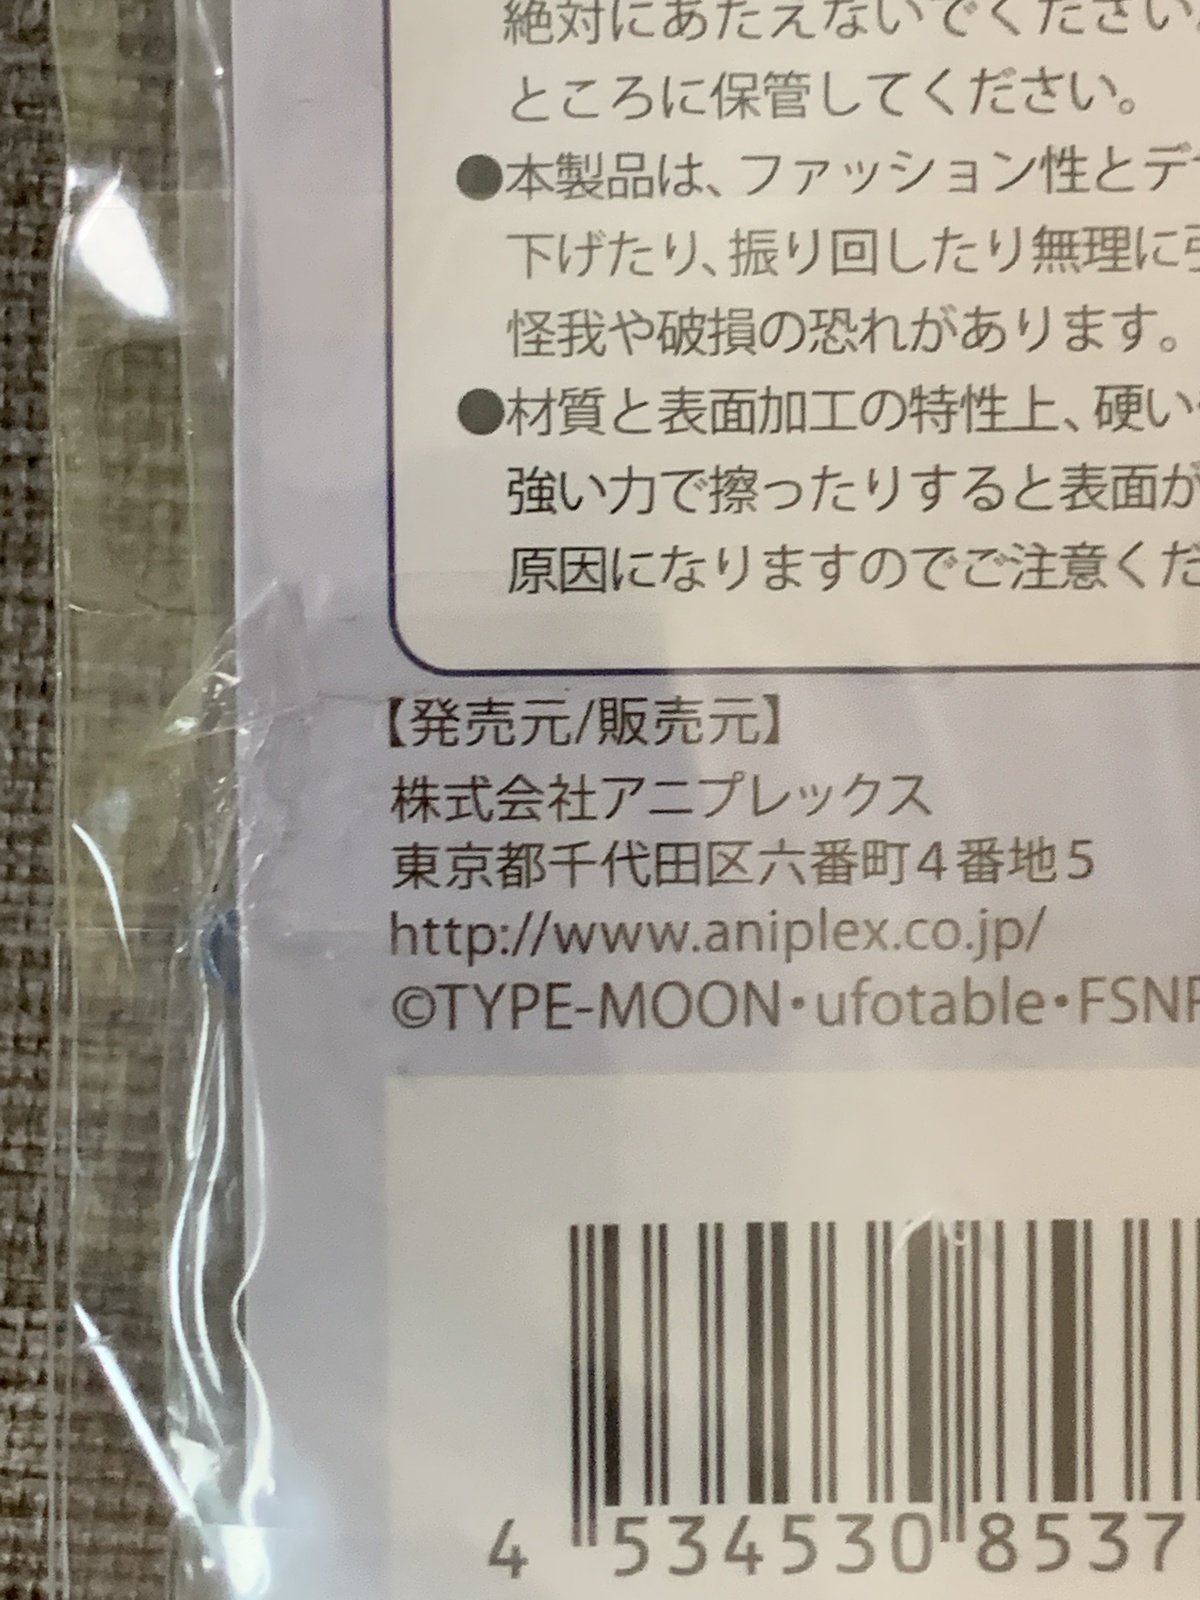 絶対にあたえないでください
ところに保管してください。
●本製品は、ファッション性とデ
下げたり、振り回したり無理に
怪我や破損の恐れがあります。
●材質と表面加工の特性上、硬い
強い力で擦ったりすると表面が
原因になりますのでご注意くだ
【発売元/販売元】
株式会社アニプレックス
東京都千代田区六番町4番地5
http://www.aniplex.co.jp/
©TYPE-MOON・ufotable・FSNP
4 534530 8537